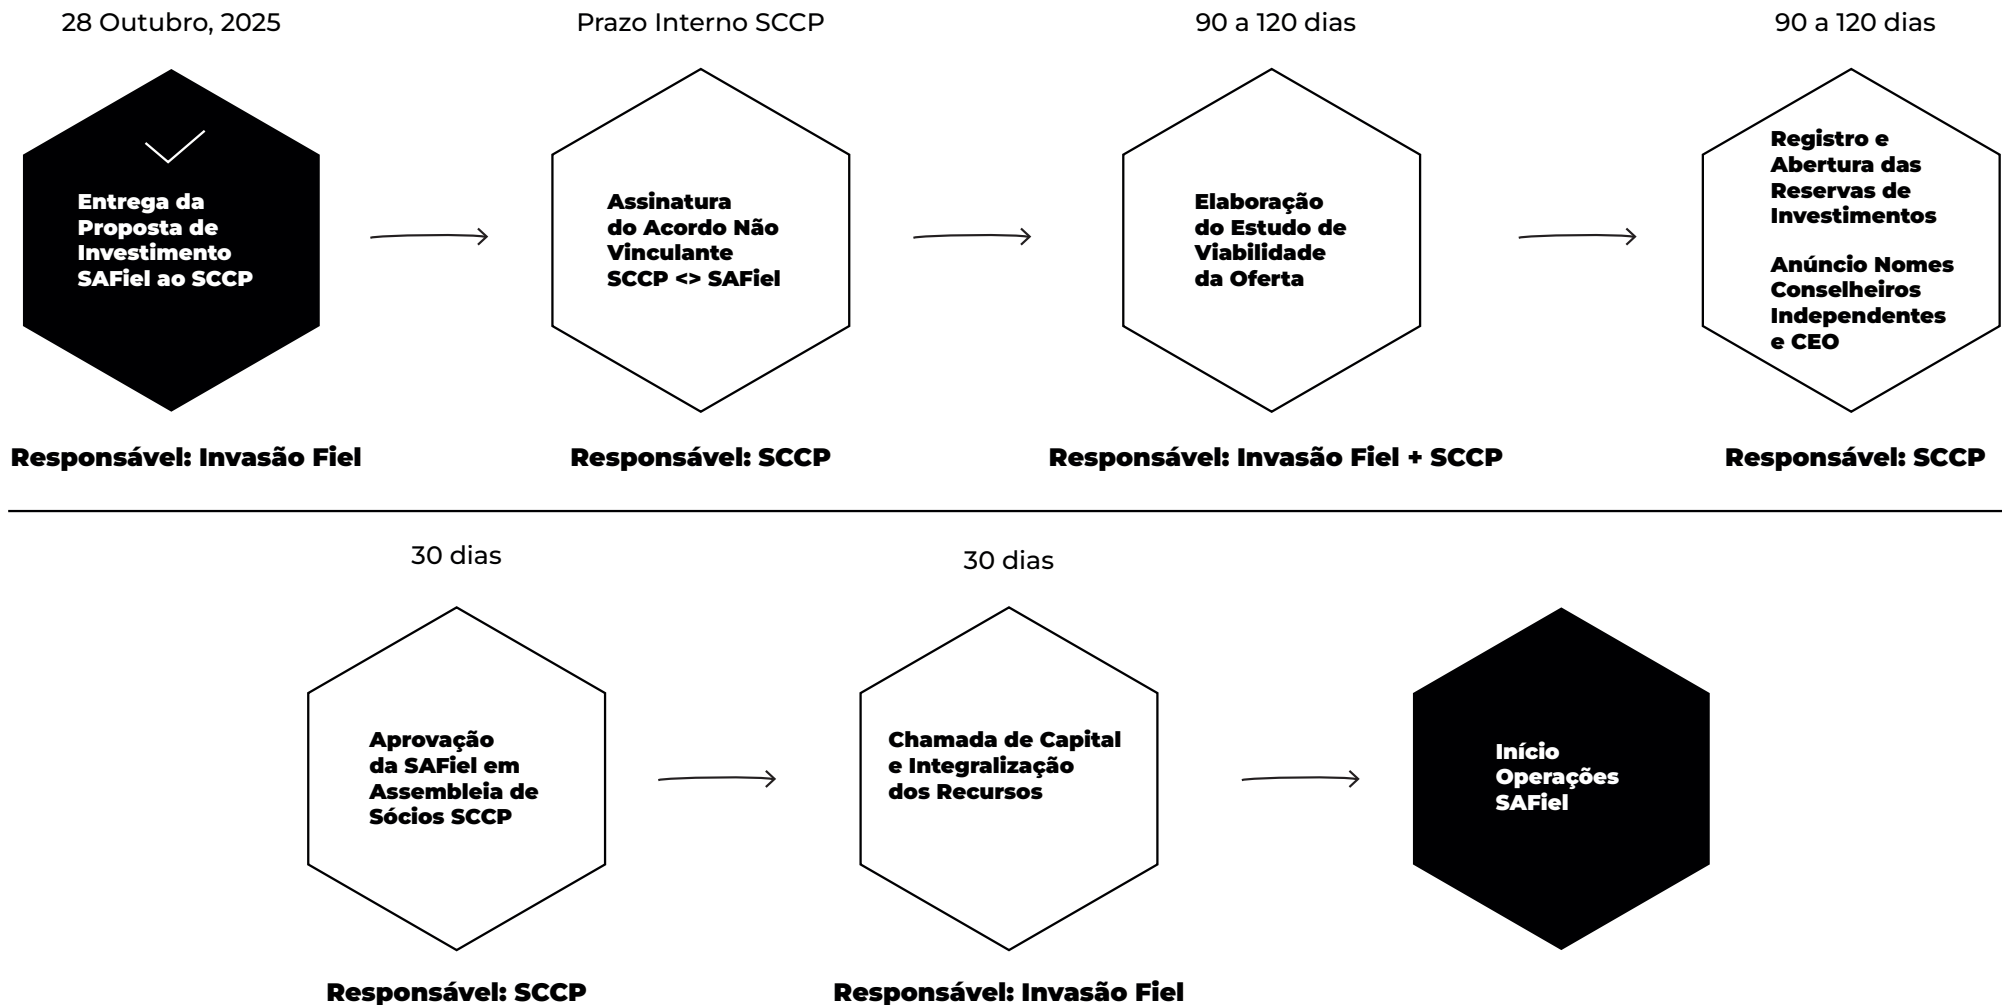 28 Outubro, 2025
Entrega da
Proposta de
Investimento
SAFiel ao SCCP
Responsável: Invasão Fiel
Prazo Interno SCCP
Assinatura
do Acordo Não
Vinculante
SCCP <> SAFiel
Responsável: SCCP
90 a 120 dias
Elaboração
do Estudo de
Viabilidade
da Oferta
Responsável: Invasão Fiel + SCCP
90 a 120 dias
Registro e
Abertura das
Reservas de
Investimentos
Anúncio Nomes
Conselheiros
Independentes
e CEO
Responsável: SCCP
30 dias
Aprovação
da SAFiel em
Assembleia de
Sócios SCCP
Responsável: SCCP
30 dias
Chamada de Capital
e Integralização
dos Recursos
Responsável: Invasão Fiel
Início
Operações
SAFiel